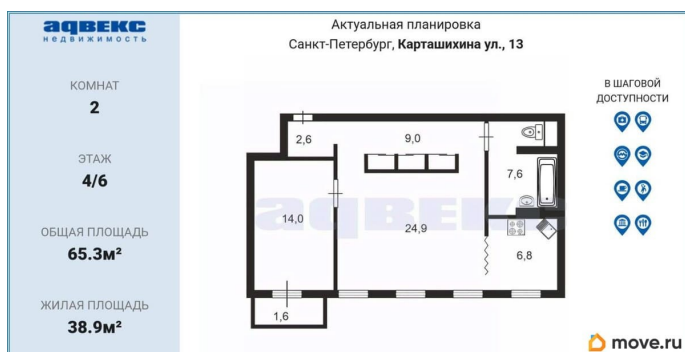 адвекс
НЕДВИЖИМОСТЬ
КОМНАТ
2
ЭТАЖ
4/6
ОБЩАЯ ПЛОЩАДЬ
65.3м²
ЖИЛАЯ ПЛОЩАДЬ
38.9м²
Актуальная планировка
Санкт-Петербург, Карташихина ул., 13
2,6
9,0
7,6
14,0
адвекс
24,9
6,8
1,6
В ШАГОВОЙ
ДОСТУПНОСТИ
move.ru